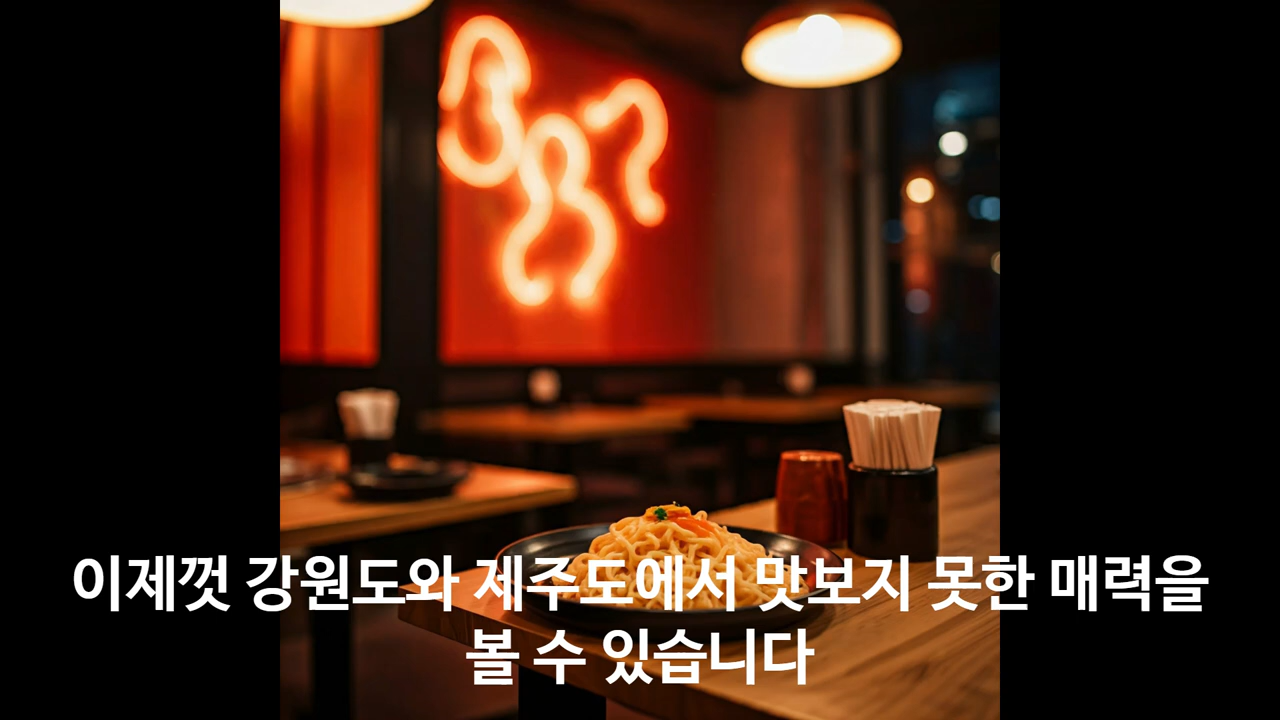 이제껏 강원도와 제주도에서 맛보지 못한 매력을
볼 수 있습니다